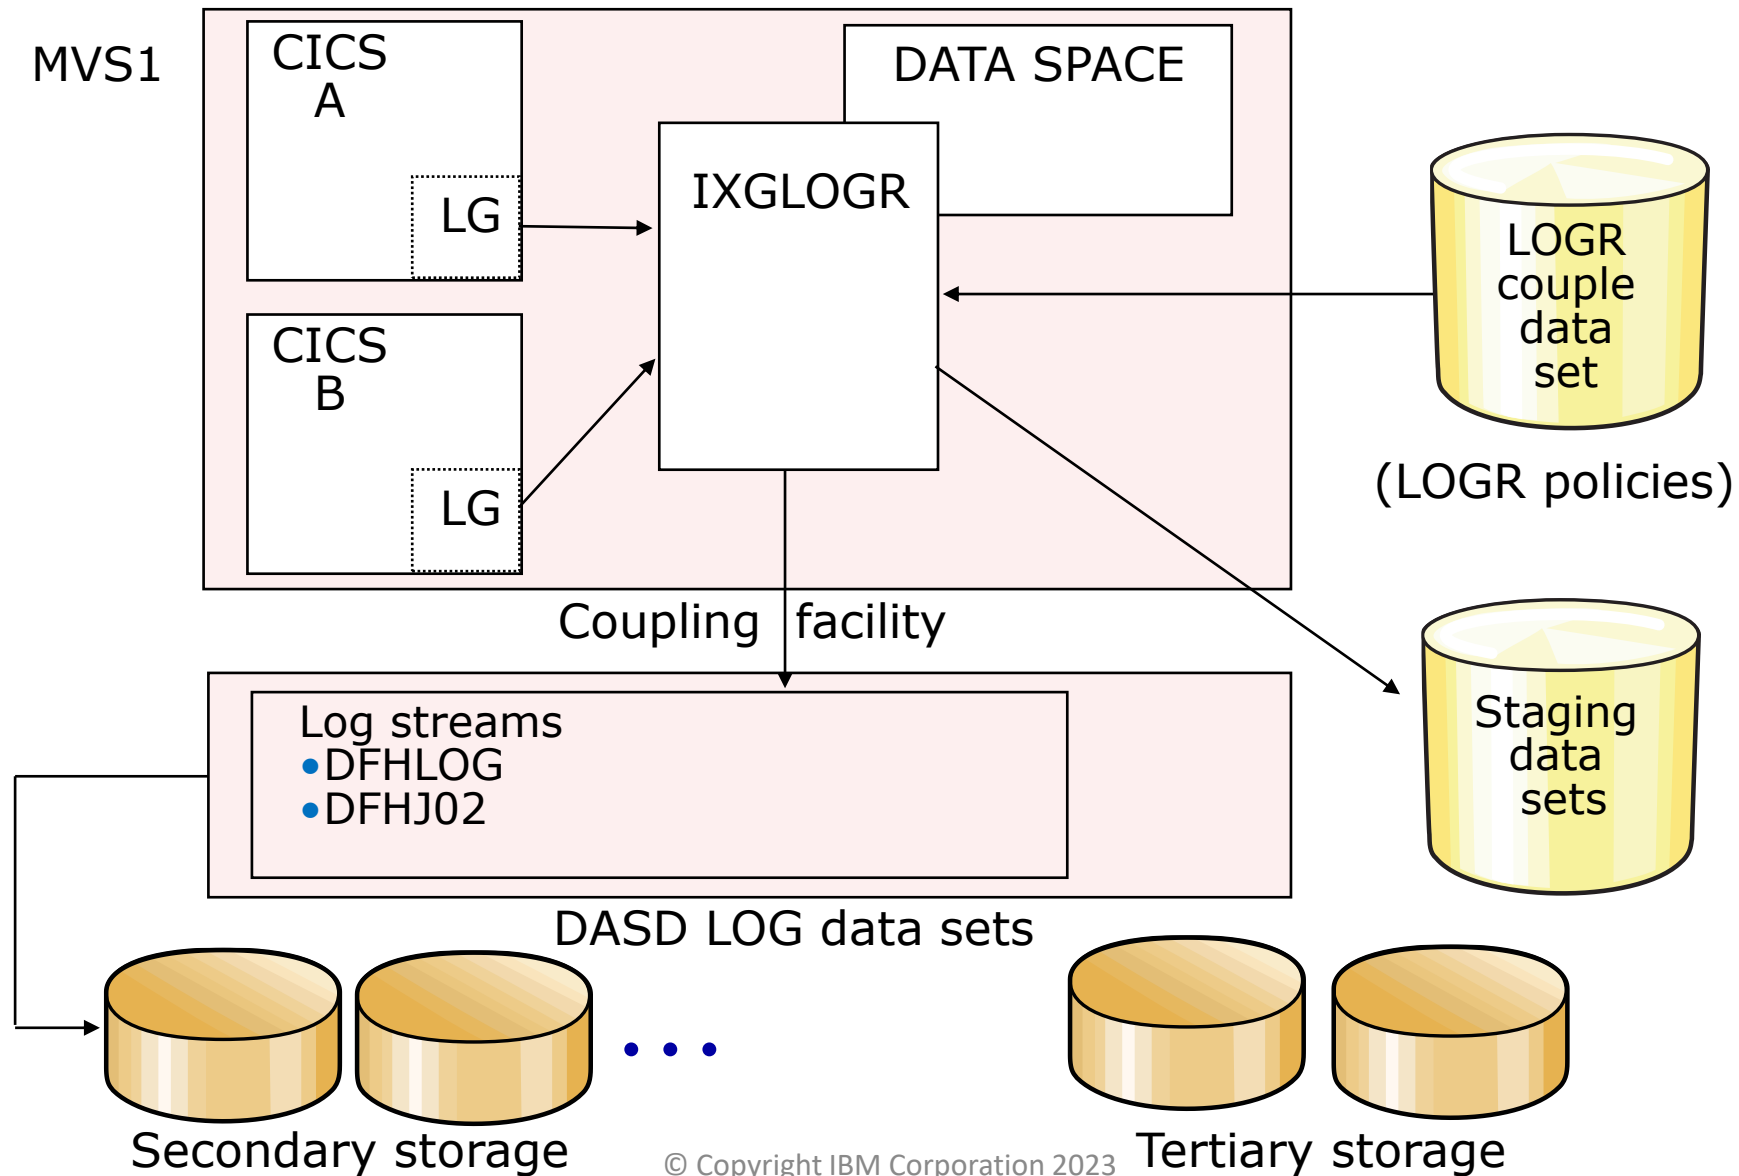 MVS1
CICS
A
LG
DATA SPACE
IXGLOGR
CICS
B
LG
LOGR
couple
data
set
(LOGR policies)
Coupling facility
Log streams
•DFHLOG
•DFHJ02
Staging
data
sets
DASD LOG data sets
• • •
Secondary storage
Tertiary storage
© Copyright IBM Corporation 2023